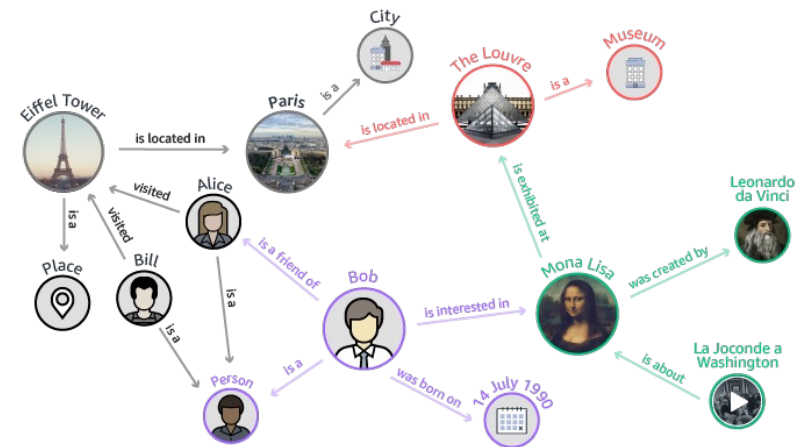 City
The Louvre
Museum
is a
is a
Eiffel Tower
Paris
is located in
is located in
Alice
visited
visited
is a
is exhibited at
Leonardo
da Vinci
Place
Bill
is a friend of
Bob
Mona Lisa
was created by
is a
is a
is interested in
La Joconde a
Washington
is about
Person
is a
was born on
14 July 1990